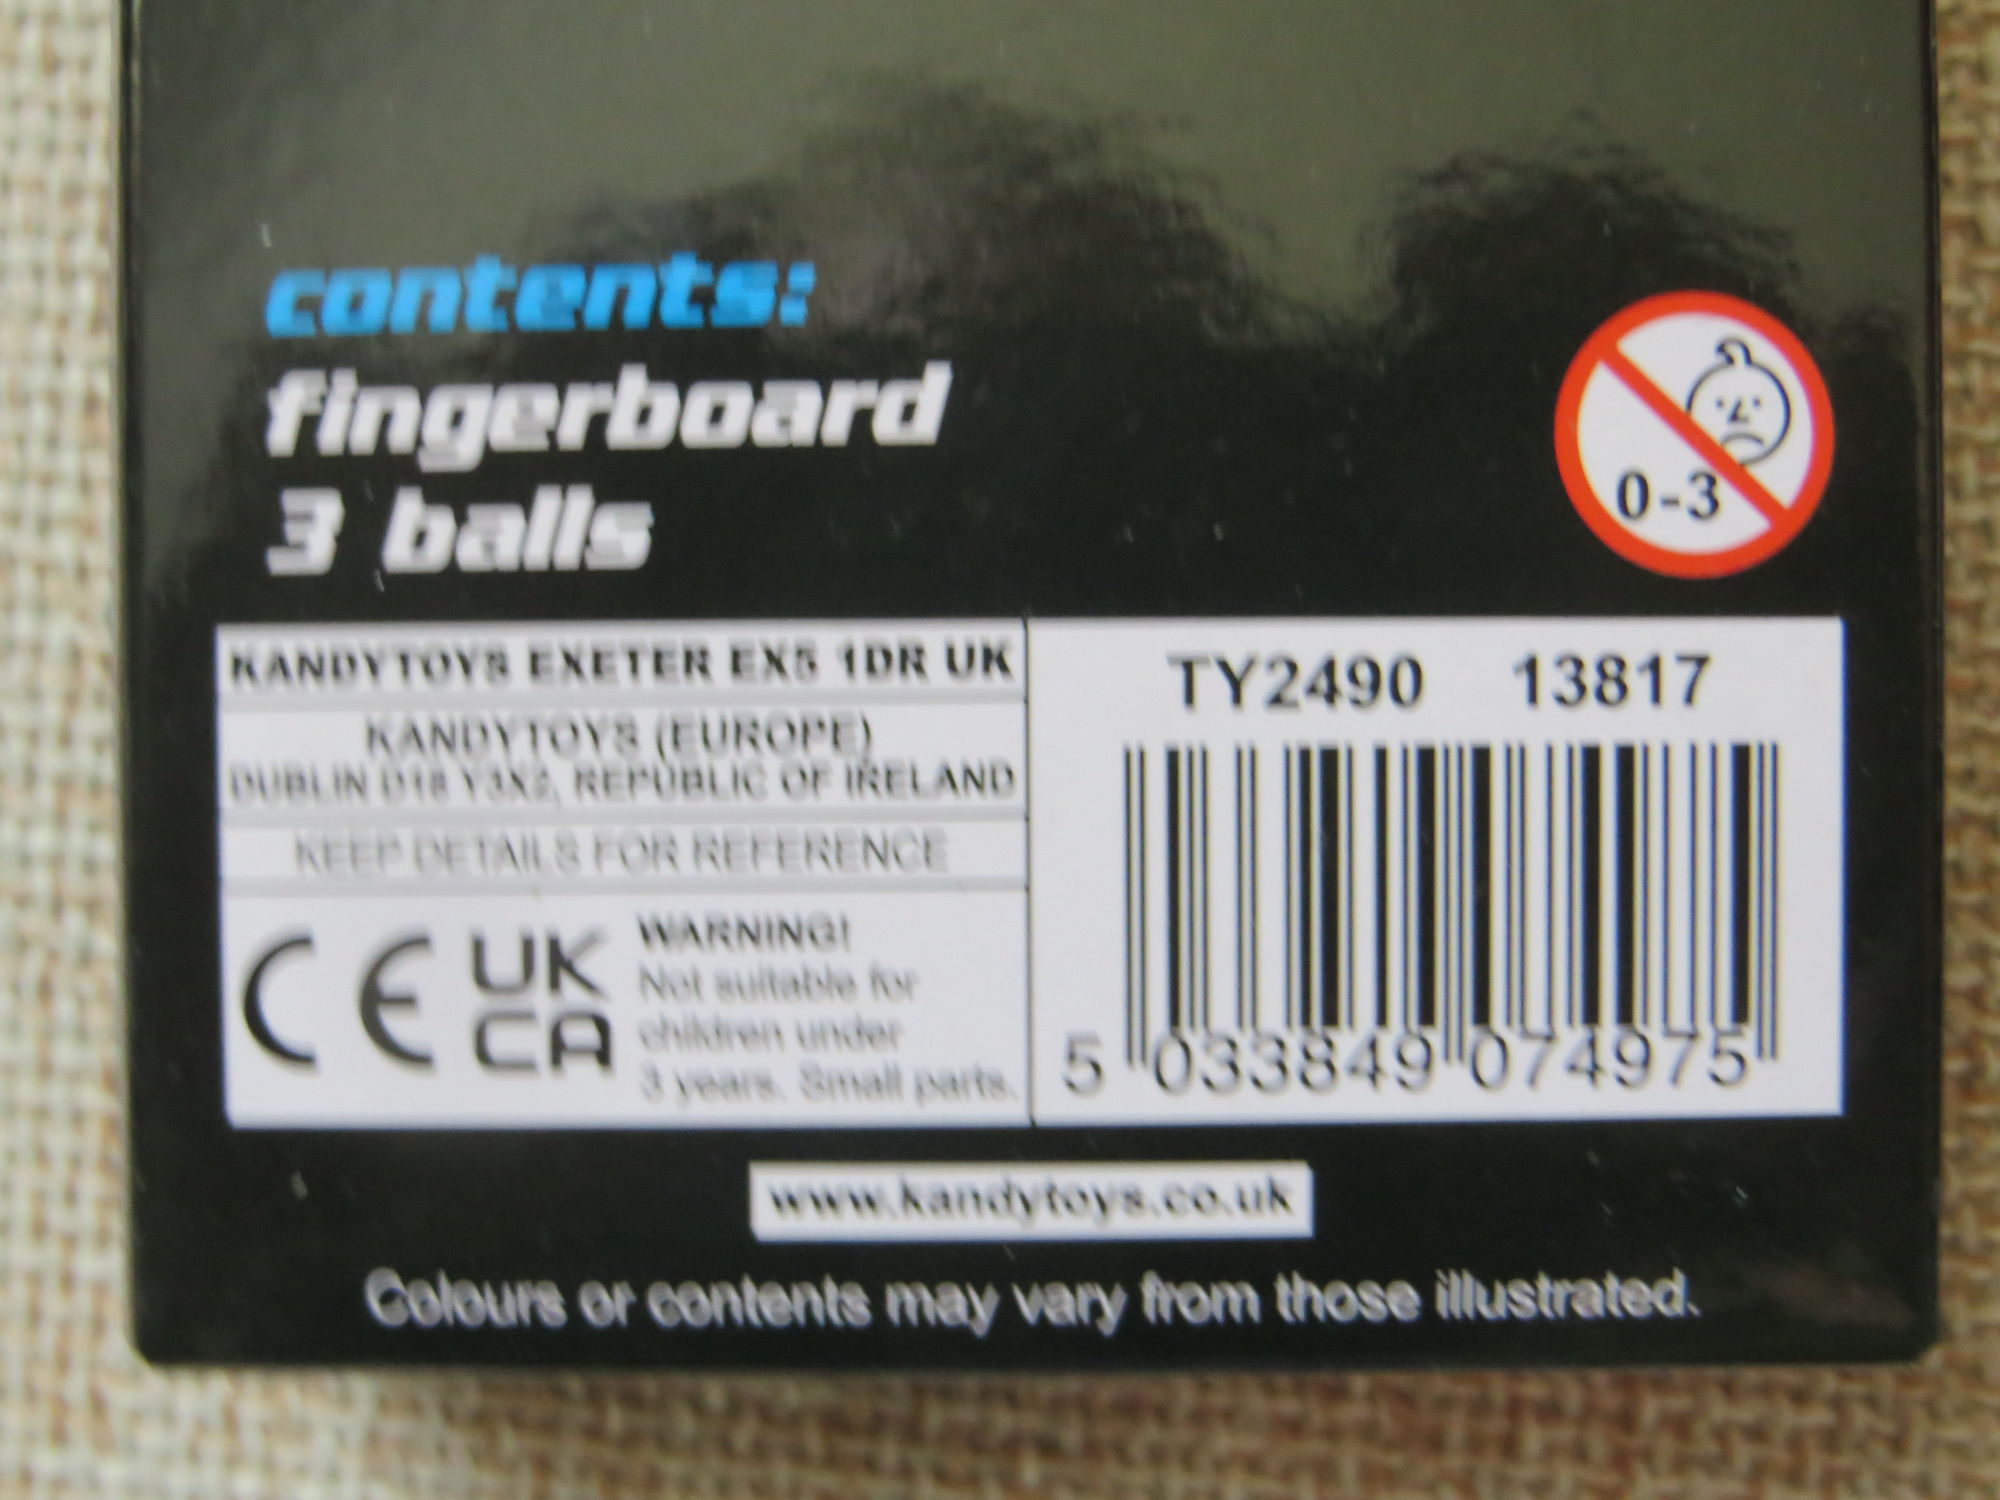 contents:
fingerboard
3 balls
0-3
KANDYTOYS EXETER EX5 1DR UK
KANDYTOYS (EUROPE)
DUBLIN D18 Y3X2, REPUBLIC OF IRELAND
KEEP DETAILS FOR REFERENCE
CE
UK
CA
WARNING!
Not suitable for
children under
3 years. Small parts.
TY2490 13817
5 033849 074975
www.kandytoys.co.uk
Colours or contents may vary from those illustrated.